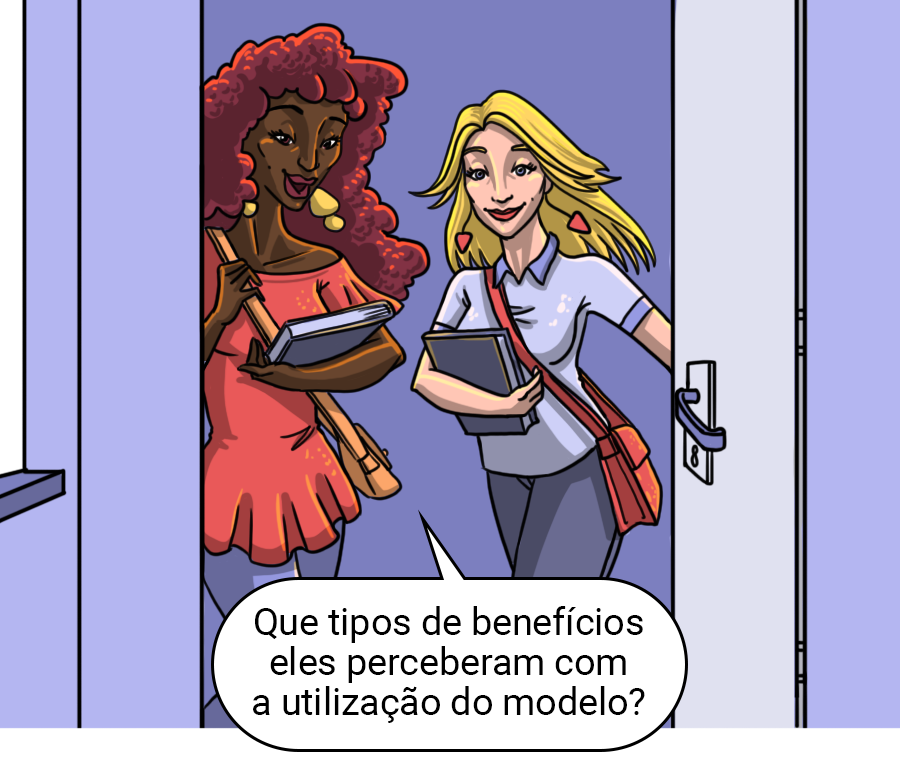 Que tipos de benefícios
eles perceberam com
a utilização do modelo?